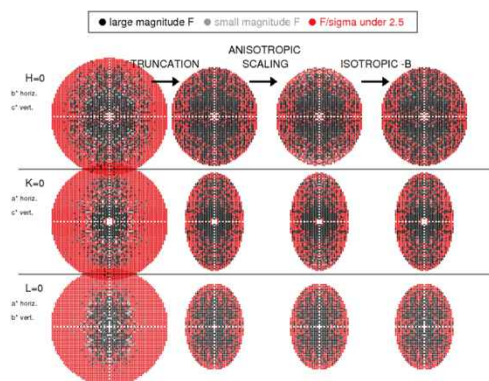 large magnitude F small magnitude F F/sigma under 2.5
TRUNCATION
ANISOTROPIC
SCALING
ISOTROPIC -B
H=0
b* horiz.
c* vert.
K=0
a* horiz.
c* vert.
L=0
a* horiz.
b* vert.